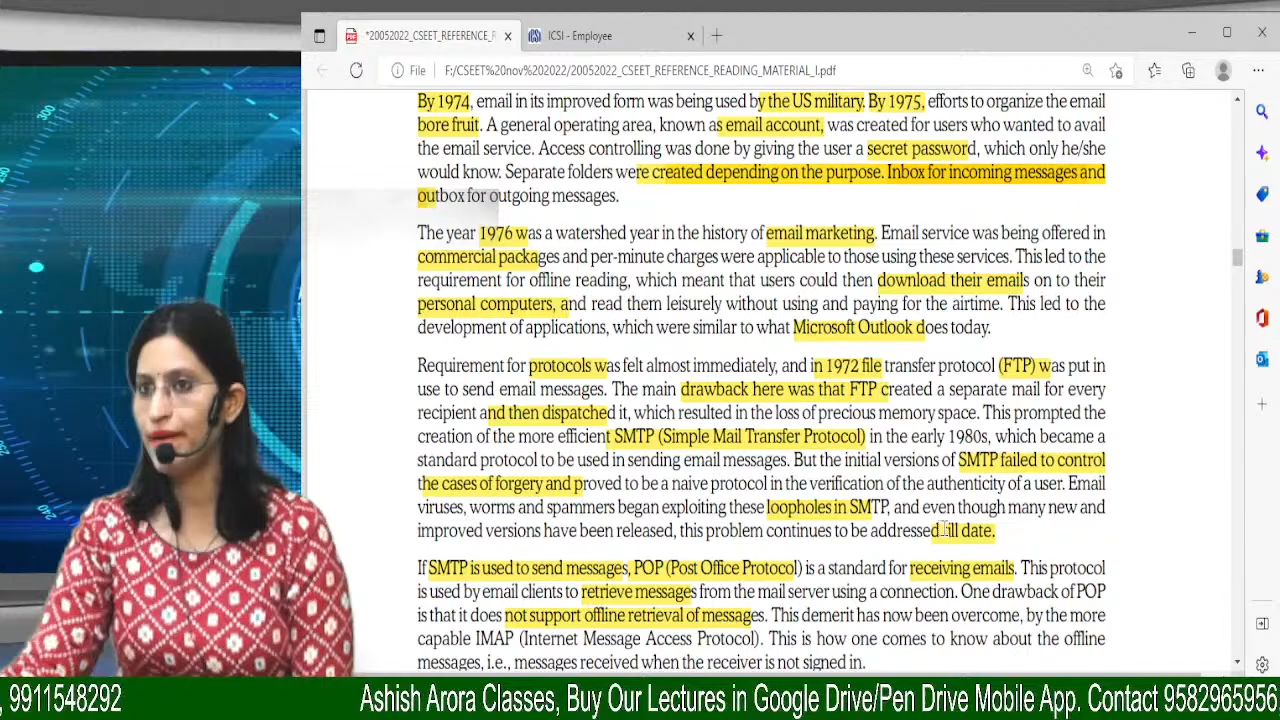 *20052022_CSEET_REFERENCE_R
ICSI - Employee
File F:/CSEET%20nov%202022/20052022_CSEET_REFERENCE_READING_MATERIAL_I.pdf
By 1974, email in its improved form was being used by the US military. By 1975, efforts to organize the email
bore fruit. A general operating area, known as email account, was created for users who wanted to avail
the email service. Access controlling was done by giving the user a secret password, which only he/she
would know. Separate folders were created depending on the purpose. Inbox for incoming messages and
outbox for outgoing messages.
The year 1976 was a watershed year in the history of email marketing. Email service was being offered in
commercial packages and per-minute charges were applicable to those using these services. This led to the
requirement for offline reading, which meant that users could then download their emails on to their
personal computers, and read them leisurely without using and paying for the airtime. This led to the
development of applications, which were similar to what Microsoft Outlook does today.
Requirement for protocols was felt almost immediately, and in 1972 file transfer protocol (FTP) was put in
use to send email messages. The main drawback here was that FTP created a separate mail for every
recipient and then dispatched it, which resulted in the loss of precious memory space. This prompted the
creation of the more efficient SMTP (Simple Mail Transfer Protocol) in the early 1980s, which became a
standard protocol to be used in sending email messages. But the initial versions of SMTP failed to control
the cases of forgery and proved to be a naive protocol in the verification of the authenticity of a user. Email
viruses, worms and spammers began exploiting these loopholes in SMTP, and even though many new and
improved versions have been released, this problem continues to be addressed till date.
If SMTP is used to send messages, POP (Post Office Protocol) is a standard for receiving emails. This protocol
is used by email clients to retrieve messages from the mail server using a connection. One drawback of POP
is that it does not support offline retrieval of messages. This demerit has now been overcome, by the more
capable IMAP (Internet Message Access Protocol). This is how one comes to know about the offline
messages, i.e., messages received when the receiver is not signed in.
300
240
, 9911548292 Ashish Arora Classes, Buy Our Lectures in Google Drive/Pen Drive Mobile App. Contact 9582965956